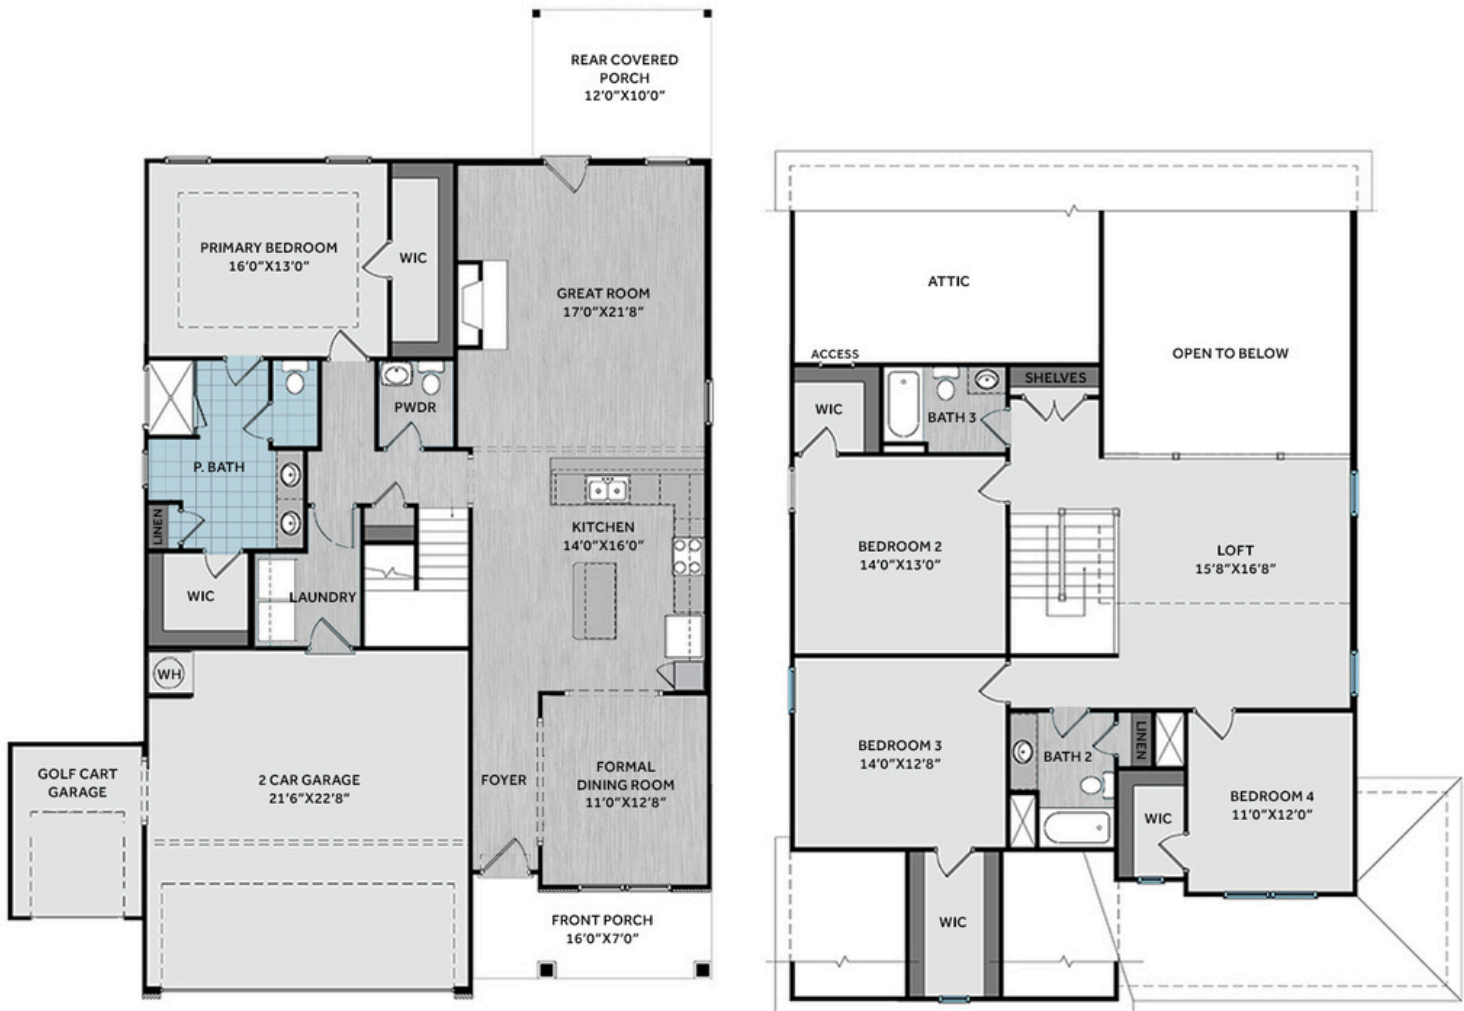 REAR COVERED
PORCH
12'0"X10'0"
PRIMARY BEDROOM
16'0"X13'0"
WIC
GREAT ROOM
17'0"X21'8"
PWDR
P. BATH
LINEN
KITCHEN
14'0"X16'0"
WIC
LAUNDRY
WH
GOLF CART
GARAGE
2 CAR GARAGE
21'6"X22'8"
FOYER
FORMAL
DINING ROOM
11'0"X12'8"
FRONT PORCH
16'0"X7'0"
ATTIC
ACCESS
OPEN TO BELOW
SHELVES
WIC
BATH 3
BEDROOM 2
14'0"X13'0"
LOFT
15'8"X16'8"
BEDROOM 3
14'0"X12'8"
BATH 2
LINEN
BEDROOM 4
11'0"X12'0"
WIC
WIC